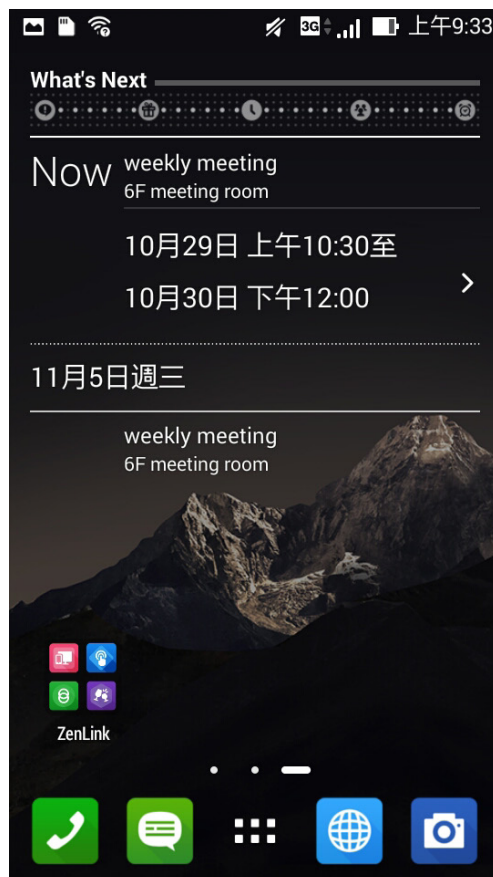 3G
上午9:33
What's Next
Now
weekly meeting
6F meeting room
10月29日 上午10:30至
10月30日 下午12:00
11月5日週三
weekly meeting
6F meeting room
ZenLink